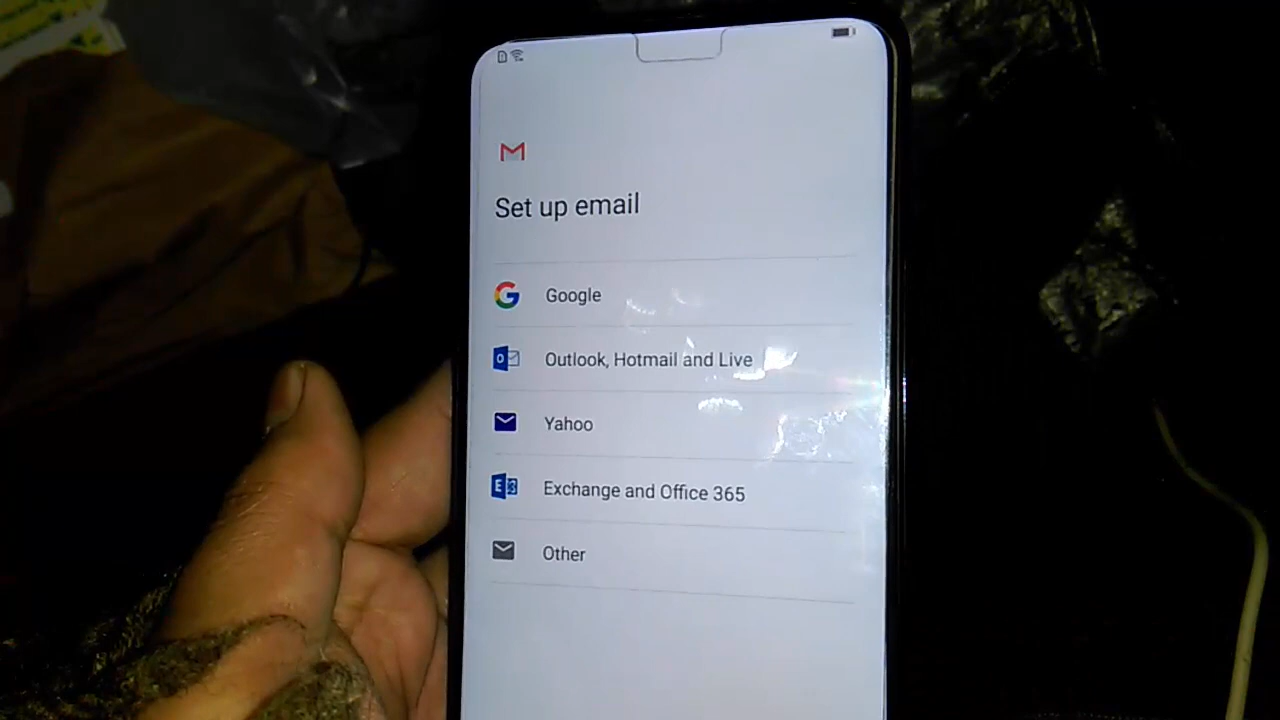 Set up email
Google
Outlook, Hotmail and Live
Yahoo
Exchange and Office 365
Other